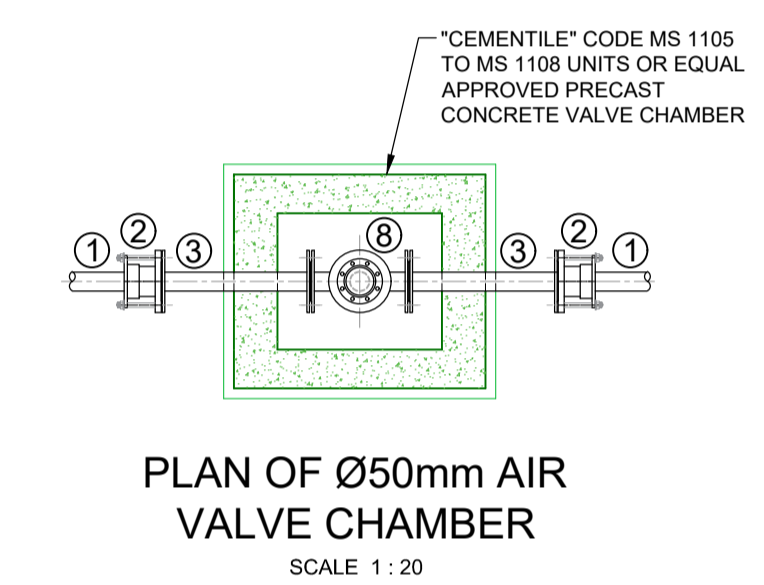 "CEMENTILE" CODE MS 1105
TO MS 1108 UNITS OR EQUAL
APPROVED PRECAST
CONCRETE VALVE CHAMBER
1
2
3
8
3
2
1
PLAN OF Ø50mm AIR
VALVE CHAMBER
SCALE 1 : 20